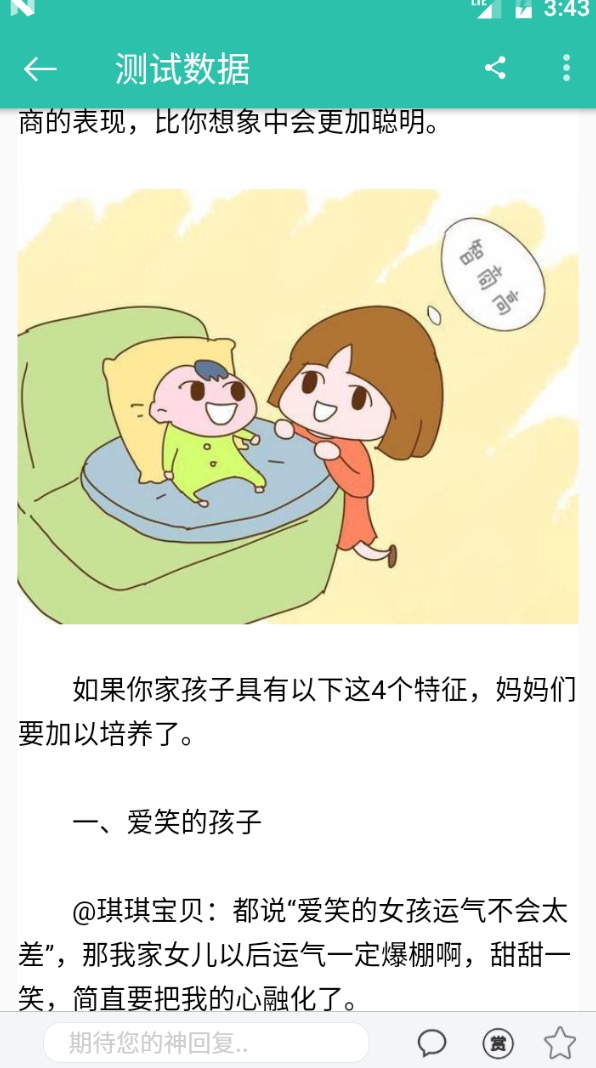 LTE
3:43
测试数据
商的表现，比你想象中会更加聪明。
智商高
如果你家孩子具有以下这4个特征，妈妈们
要加以培养了。
一、爱笑的孩子
@琪琪宝贝：都说“爱笑的女孩运气不会太
差”，那我家女儿以后运气一定爆棚啊，甜甜一
笑，简直要把我的心融化了。
期待您的神回复..
赏